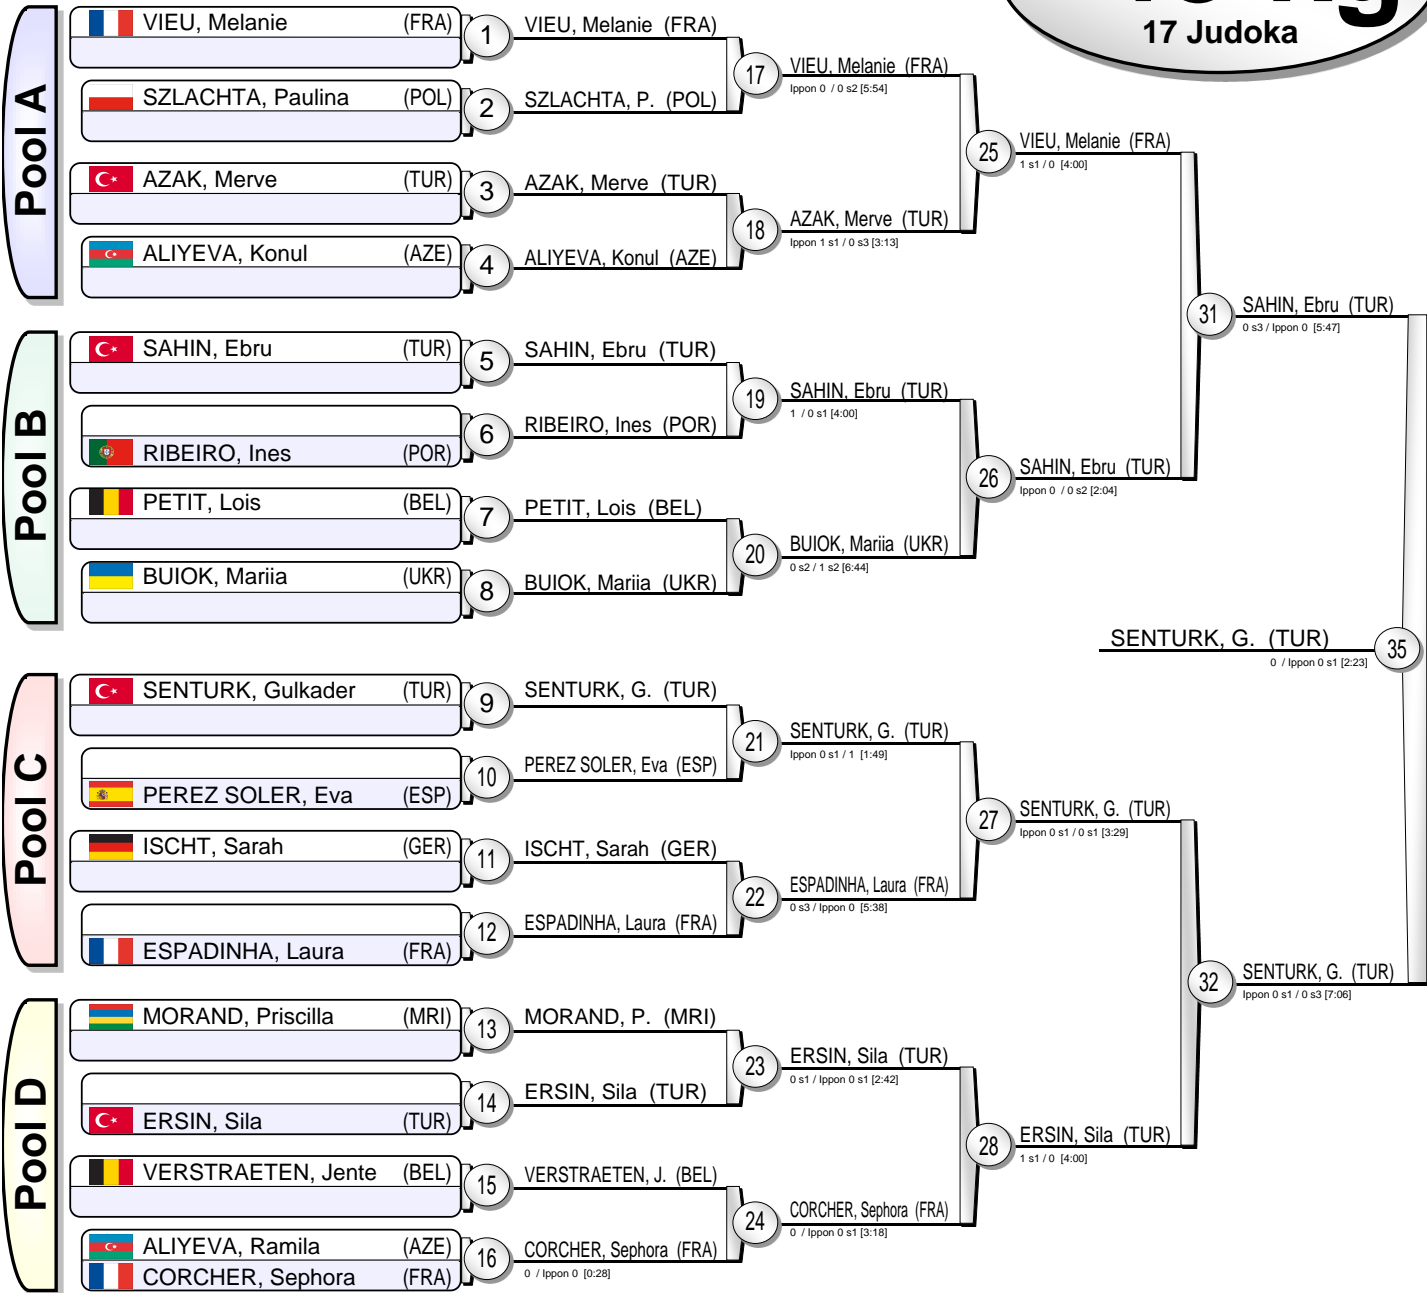 17 Judoka
Pool A
VIEU, Melanie (FRA)
SZLACHTA, Paulina (POL)
AZAK, Merve (TUR)
ALIYEVA, Konul (AZE)
1
2
3
4
VIEU, Melanie (FRA)
SZLACHTA, P. (POL)
AZAK, Merve (TUR)
ALIYEVA, Konul (AZE)
17
VIEU, Melanie (FRA)
Ippon 0 / 0 s2 [5:54]
18
AZAK, Merve (TUR)
Ippon 1 s1 / 0 s3 [3:13]
25
VIEU, Melanie (FRA)
1 s1 / 0 [4:00]
Pool B
SAHIN, Ebru (TUR)
RIBEIRO, Ines (POR)
PETIT, Lois (BEL)
BUIOK, Mariia (UKR)
5
6
7
8
SAHIN, Ebru (TUR)
RIBEIRO, Ines (POR)
PETIT, Lois (BEL)
BUIOK, Mariia (UKR)
19
SAHIN, Ebru (TUR)
1 / 0 s1 [4:00]
20
BUIOK, Mariia (UKR)
0 s2 / 1 s2 [6:44]
26
SAHIN, Ebru (TUR)
Ippon 0 / 0 s2 [2:04]
31
SAHIN, Ebru (TUR)
0 s3 / Ippon 0 [5:47]
SENTURK, G. (TUR)
0 / Ippon 0 s1 [2:23]
35
Pool C
SENTURK, Gulkader (TUR)
PEREZ SOLER, Eva (ESP)
ISCHT, Sarah (GER)
ESPADINHA, Laura (FRA)
9
10
11
12
SENTURK, G. (TUR)
PEREZ SOLER, Eva (ESP)
ISCHT, Sarah (GER)
ESPADINHA, Laura (FRA)
21
SENTURK, G. (TUR)
Ippon 0 s1 / 1 [1:49]
22
ESPADINHA, Laura (FRA)
0 s3 / Ippon 0 [5:38]
27
SENTURK, G. (TUR)
Ippon 0 s1 / 0 s1 [3:29]
Pool D
MORAND, Priscilla (MRI)
ERSIN, Sila (TUR)
VERSTRAETEN, Jente (BEL)
ALIYEVA, Ramila (AZE)
CORCHER, Sephora (FRA)
13
14
15
16
MORAND, P. (MRI)
ERSIN, Sila (TUR)
VERSTRAETEN, J. (BEL)
CORCHER, Sephora (FRA)
0 / Ippon 0 [0:28]
23
ERSIN, Sila (TUR)
0 s1 / Ippon 0 s1 [2:42]
24
CORCHER, Sephora (FRA)
0 / Ippon 0 s1 [3:18]
28
ERSIN, Sila (TUR)
1 s1 / 0 [4:00]
32
SENTURK, G. (TUR)
Ippon 0 s1 / 0 s3 [7:06]